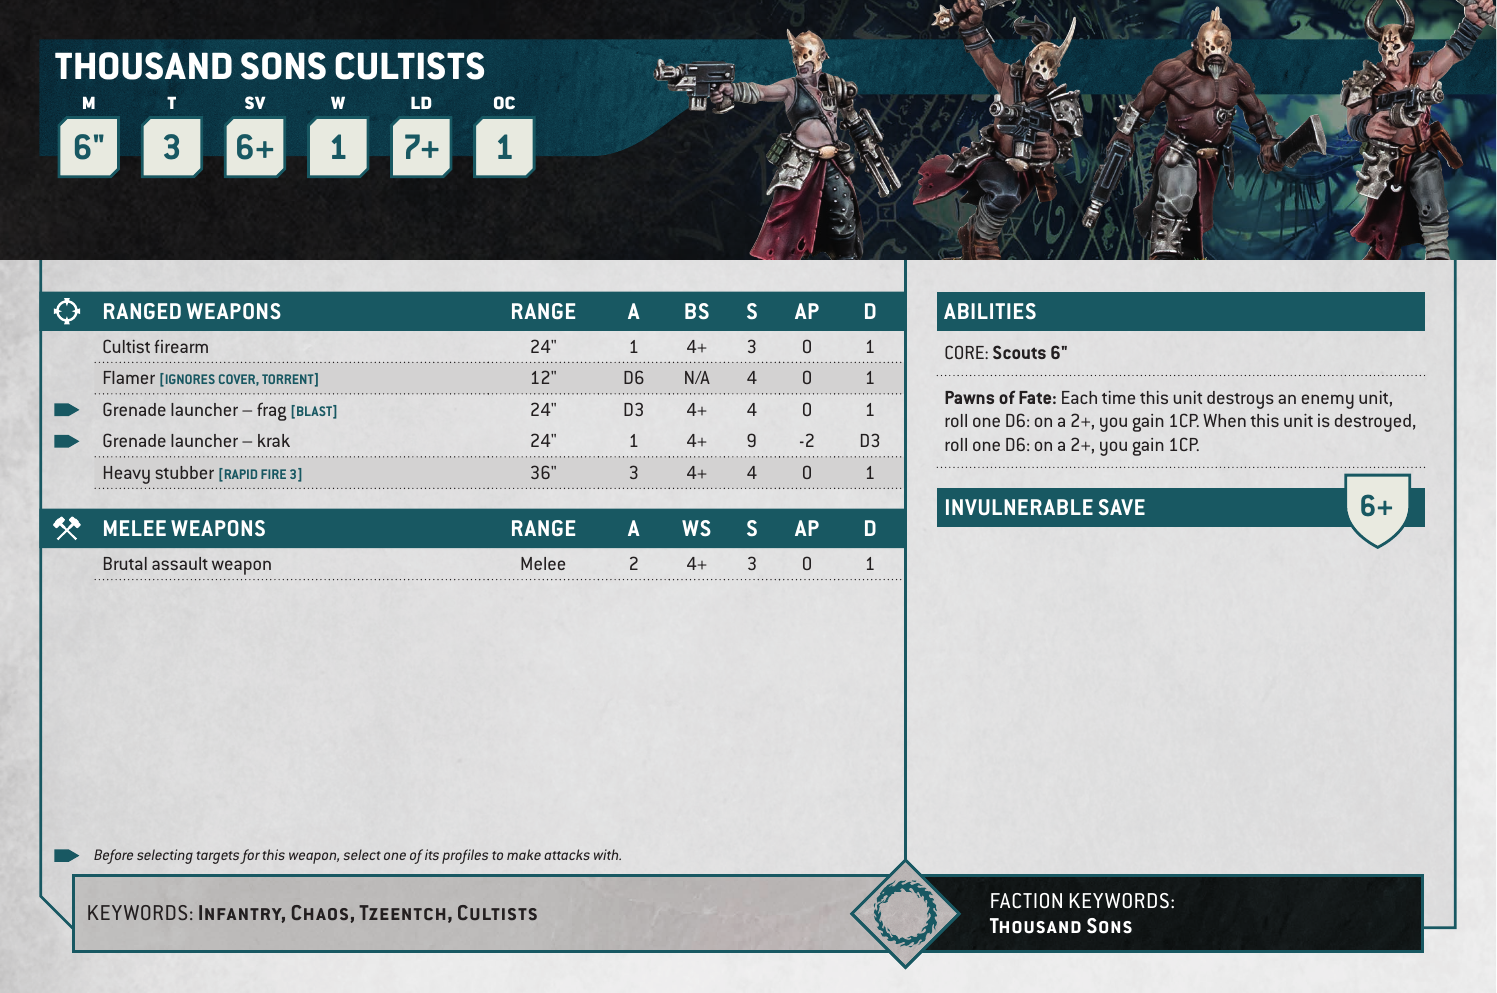 THOUSAND SONS CULTISTS
M T SV W LD OC
6" 3 6+ 1 7+ 1
RANGED WEAPONS RANGE A BS S AP D
Cultist firearm 24" 1 4+ 3 0 1
Flamer [IGNORES COVER, TORRENT] 12" D6 N/A 4 0 1
Grenade launcher – frag [BLAST] 24" D3 4+ 4 0 1
Grenade launcher – krak 24" 1 4+ 9 -2 D3
Heavy stubber [RAPID FIRE 3] 36" 3 4+ 4 0 1
MELEE WEAPONS RANGE A WS S AP D
Brutal assault weapon Melee 2 4+ 3 0 1
Before selecting targets for this weapon, select one of its profiles to make attacks with.
ABILITIES
CORE: Scouts 6"
Pawns of Fate: Each time this unit destroys an enemy unit,
roll one D6: on a 2+, you gain 1CP. When this unit is destroyed,
roll one D6: on a 2+, you gain 1CP.
INVULNERABLE SAVE 6+
KEYWORDS: INFANTRY, CHAOS, TZEENTCH, CULTISTS
FACTION KEYWORDS:
THOUSAND SONS